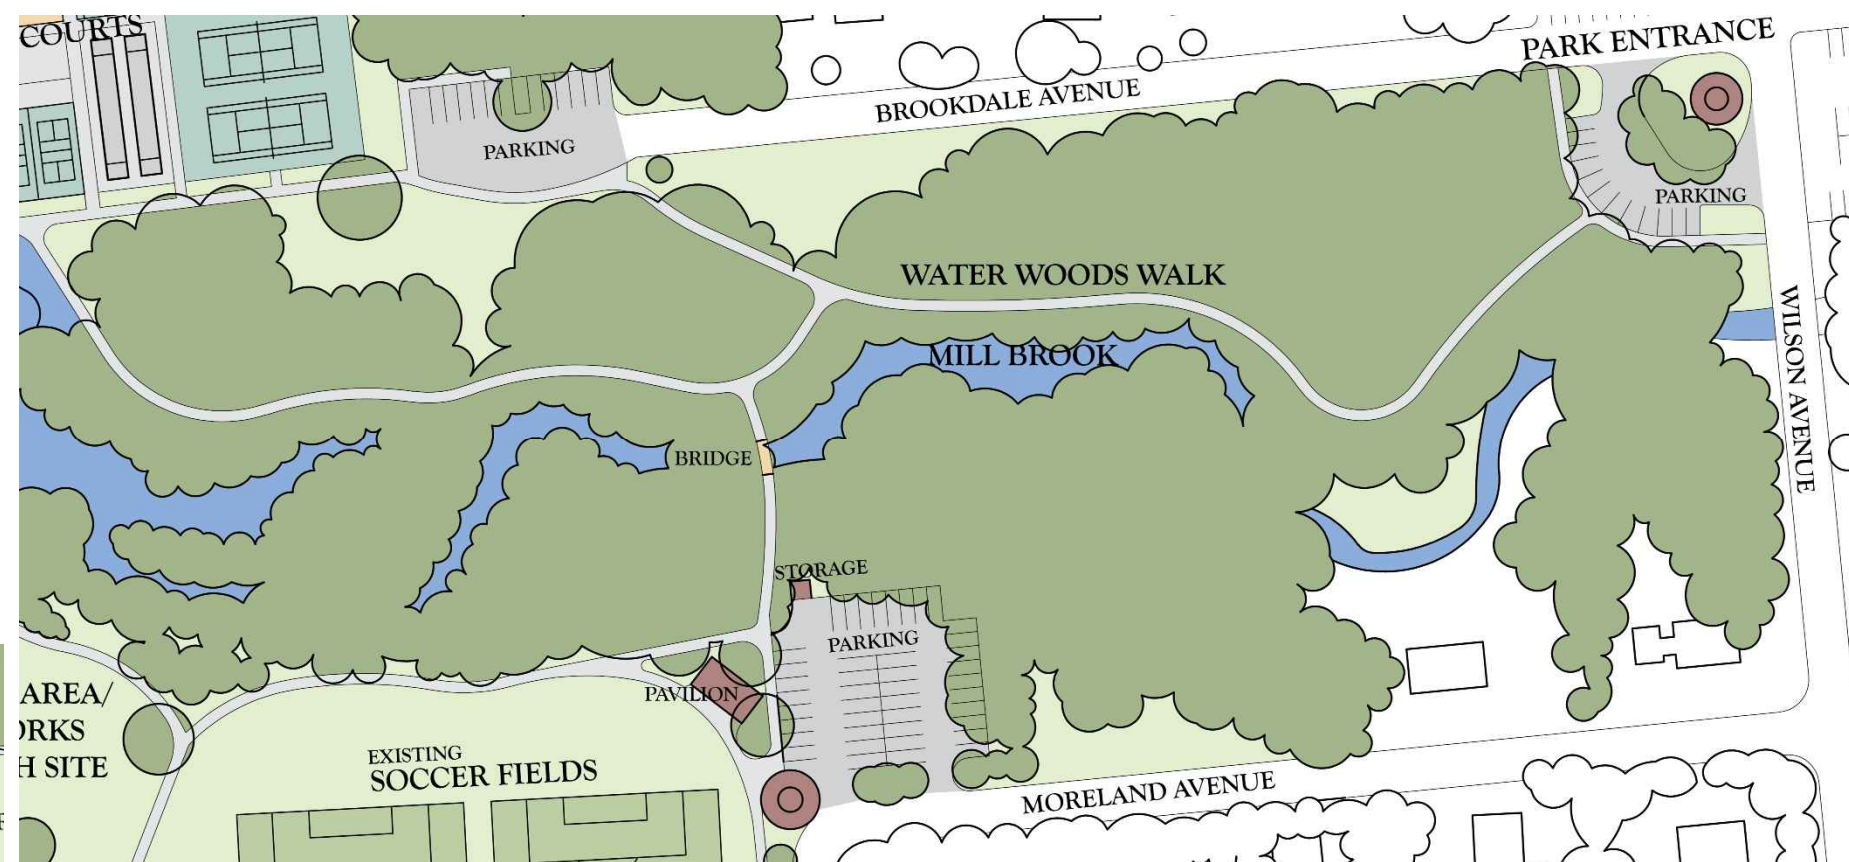 COURTS
PARK ENTRANCE
BROOKDALE AVENUE
PARKING
PARKING
WATER WOODS WALK
MILL BROOK
WILSON AVENUE
BRIDGE
STORAGE
PARKING
PAVILION
AREA/
SITE
EXISTING
SOCCER FIELDS
MORELAND AVENUE